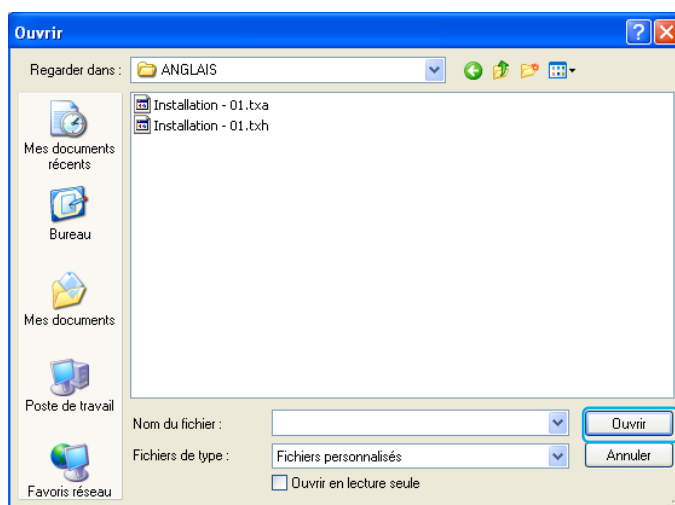 Ouvrir
Regarder dans : ANGLAIS
Installation - 01.txa
Installation - 01.txh
Mes documents
récents
Bureau
Mes documents
Poste de travail
Favoris réseau
Nom du fichier : Ouvrir
Fichiers de type : Fichiers personnalisés Annuler
Ouvrir en lecture seule